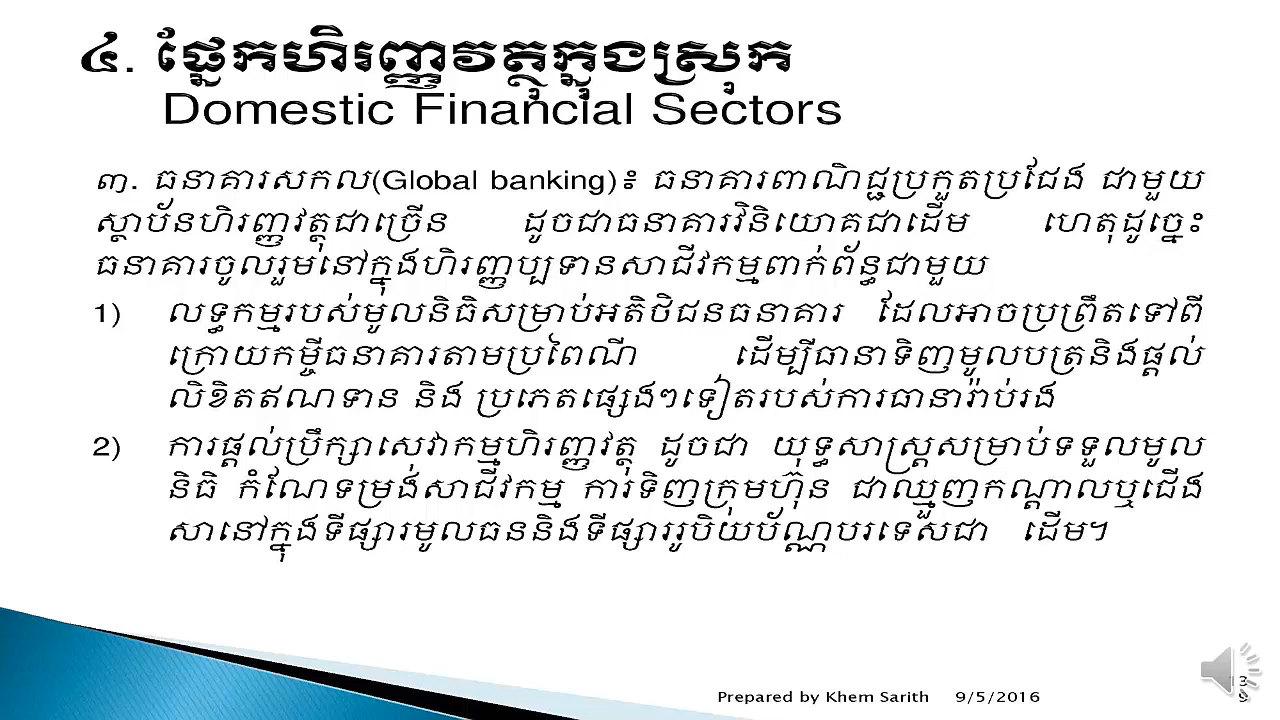 ៤. ផ្នែកហិរញ្ញវត្ថុក្នុងស្រុក
Domestic Financial Sectors
៣. ធនាគារសកល(Global banking)៖ ធនាគារពាណិជ្ជប្រកួតប្រជែង ជាមួយ
ស្ថាប័នហិរញ្ញវត្ថុជាច្រើន ដូចជាធនាគារវិនិយោគជាដើម ហេតុដូច្នេះ
ធនាគារចូលរួមនៅក្នុងហិរញ្ញប្បទានសាជីវកម្មពាក់ព័ន្ធជាមួយ
1) លទ្ធកម្មរបស់មូលនិធិសម្រាប់អតិថិជនធនាគារ ដែលអាចប្រព្រឹតទៅពី
ក្រោយកម្ចីធនាគារតាមប្រពៃណី ដើម្បីធានាទិញមូលបត្រនិងផ្តល់
លិខិតឥណទាន និង ប្រភេតផ្សេងៗទៀតរបស់ការធានារ៉ាប់រង
2) ការផ្តល់ប្រឹក្សាសេវាកម្មហិរញ្ញវត្ថុ ដូចជា យុទ្ធសាស្ត្រសម្រាប់ទទួលមូល
និធិ កំណែទម្រង់សាជីវកម្ម ការទិញក្រុមហ៊ុន ជាឈ្មួញកណ្តាលឬជើង
សានៅក្នុងទីផ្សារមូលធននិងទីផ្សាររូបិយប័ណ្ណបរទេសជា ដើម។
Prepared by Khem Sarith 9/5/2016